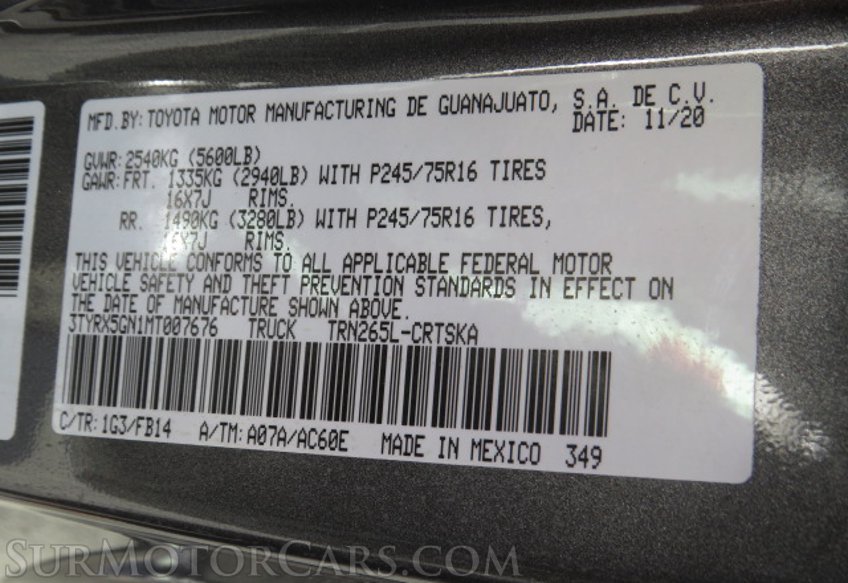 MFD.BY: TOYOTA MOTOR MANUFACTURING DE GUANAJUATO, S.A. DE C.V.
DATE: 11/20
GVWR: 2540KG (5600LB)
GAWR: FRT. 1335KG (2940LB) WITH P245/75R16 TIRES
16X7J RIMS.
RR. 1490KG (3280LB) WITH P245/75R16 TIRES,
16X7J RIMS.
THIS VEHICLE CONFORMS TO ALL APPLICABLE FEDERAL MOTOR
VEHICLE SAFETY AND THEFT PREVENTION STANDARDS IN EFFECT ON
THE DATE OF MANUFACTURE SHOWN ABOVE.
3TYRX5GN1MT007676 TRUCK TRN265L-CRTSKA
C/TR: 1G3/FB14 A/TM: A07A/AC60E MADE IN MEXICO 349
SURMOTORCARS.COM